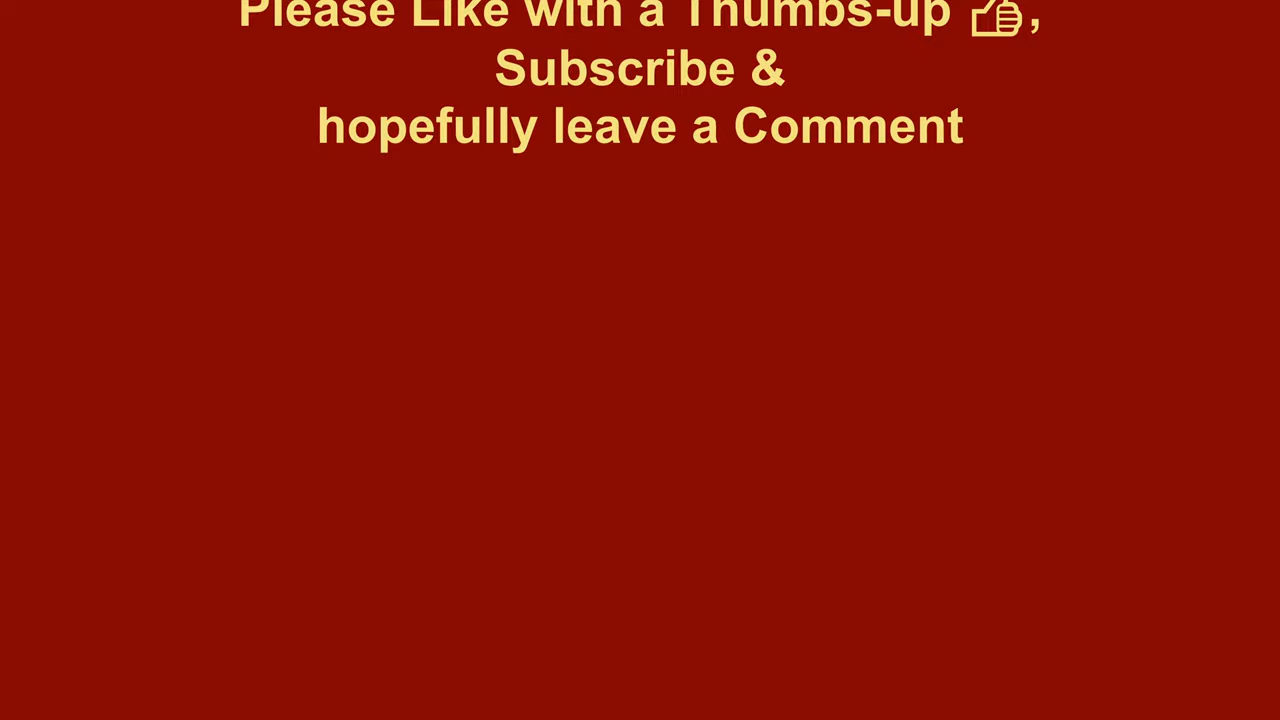 Please Like with a Thumbs-up 👍,
Subscribe &
hopefully leave a Comment